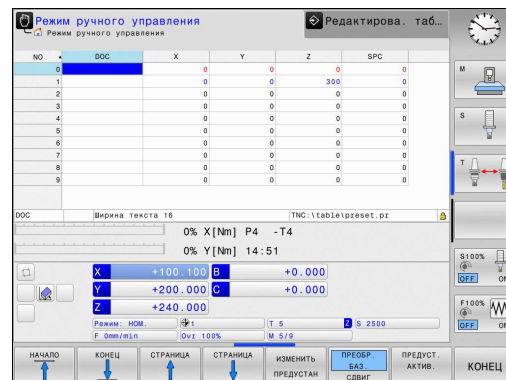 Режим ручного управления
Режим ручного управления
Редактирова. таб...
NO DOC X Y Z SPC
0 0 0 0 0
1 0 0 300 0
2 0 0 0 0
3 0 0 0 0
4 0 0 0 0
5 0 0 0 0
6 0 0 0 0
7 0 0 0 0
8 0 0 0 0
9 0 0 0 0
DOC Ширина текста 16 TNC:\table\preset.pr
0% X[Nm] P4 -T4
0% Y[Nm] 14:51
X +100.100 B +0.000
Y +200.000 C +0.000
Z +240.000
Режим: НОМ. 1 T 5 Z S 2500
F 0mm/min Ovr 100% M 5/9
M
S
T
S100%
OFF ON
F100%
OFF ON
НАЧАЛО
КОНЕЦ
СТРАНИЦА
СТРАНИЦА
ИЗМЕНИТЬ
ПРЕДУСТАН
ПРЕОБР.
БАЗ.
СДВИГ
ПРЕДУСТ.
АКТИВ.
КОНЕЦ